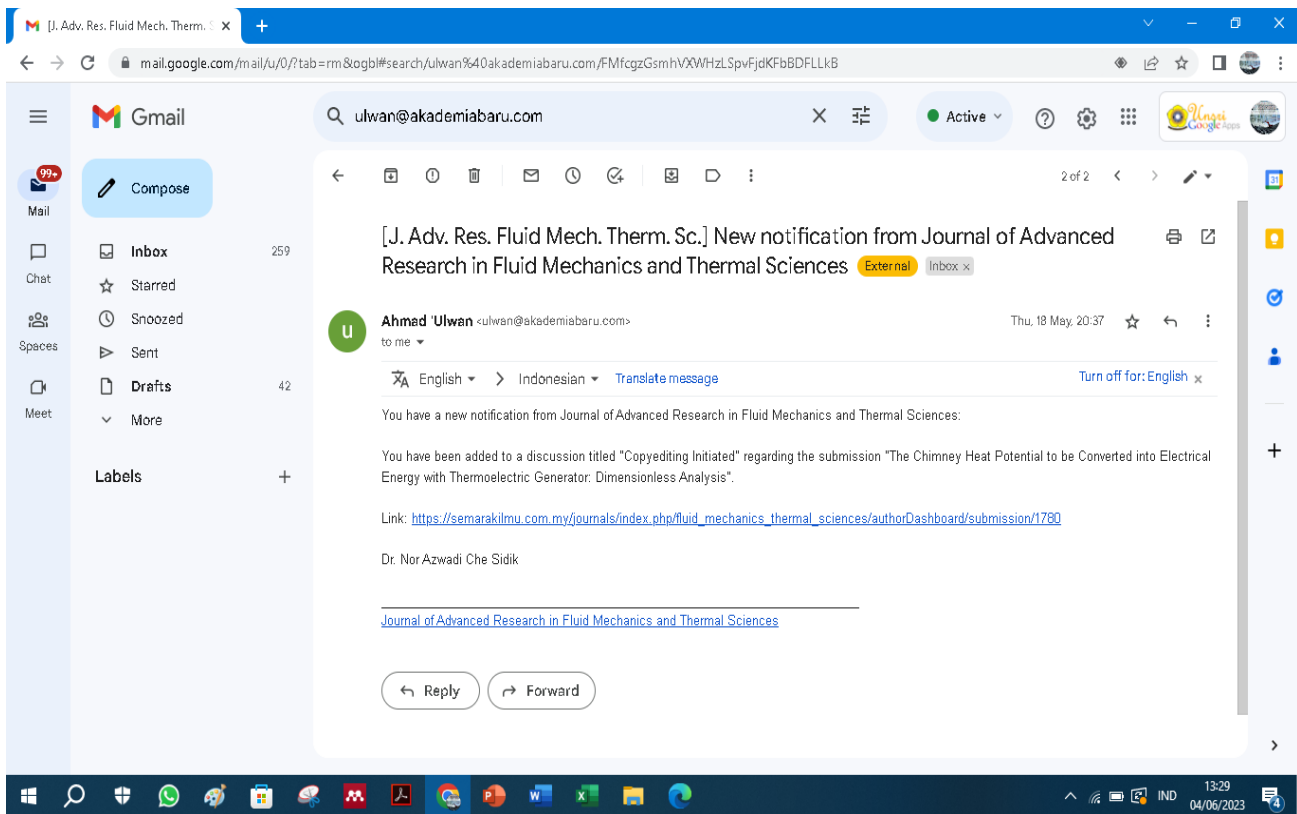 [J. Adv. Res. Fluid Mech. Therm. S
mail.google.com/mail/u/0/?tab=rm&ogbl#search/ulwan%40akademiabaru.com/FMfcgzGsmhVXWHzLSpvFjdKFbBDFLLkB
Gmail
ulwan@akademiabaru.com
Active
Ungsi
Google Apps
99+
Mail
Chat
Spaces
Meet
Compose
Inbox 259
Starred
Snoozed
Sent
Drafts 42
More
Labels
2 of 2
31
[J. Adv. Res. Fluid Mech. Therm. Sc.] New notification from Journal of Advanced
Research in Fluid Mechanics and Thermal Sciences External Inbox x
u
Ahmad 'Ulwan <ulwan@akademiabaru.com> Thu, 18 May, 20:37
to me
English > Indonesian Translate message Turn off for: English x
You have a new notification from Journal of Advanced Research in Fluid Mechanics and Thermal Sciences:
You have been added to a discussion titled "Copyediting Initiated" regarding the submission "The Chimney Heat Potential to be Converted into Electrical
Energy with Thermoelectric Generator: Dimensionless Analysis".
Link: https://semarakilmu.com.my/journals/index.php/fluid_mechanics_thermal_sciences/authorDashboard/submission/1780
Dr. Nor Azwadi Che Sidik
Journal of Advanced Research in Fluid Mechanics and Thermal Sciences
Reply
Forward
IND
13:29
04/06/2023
4